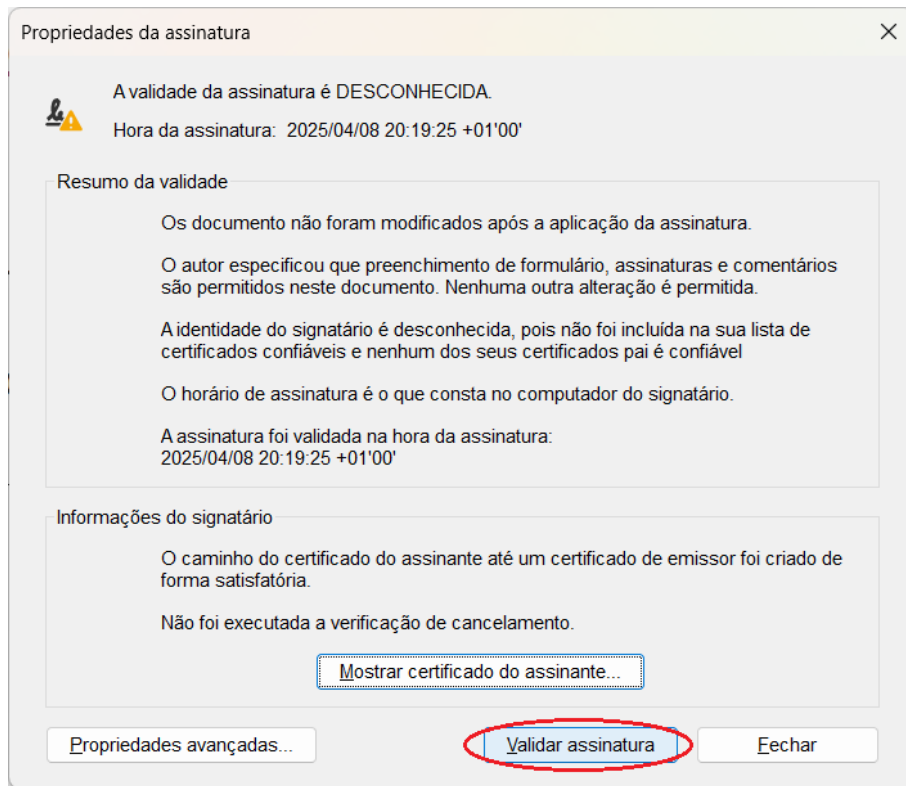 Propriedades da assinatura
A validade da assinatura é DESCONHECIDA.
Hora da assinatura: 2025/04/08 20:19:25 +01'00'
Resumo da validade
Os documento não foram modificados após a aplicação da assinatura.
O autor especificou que preenchimento de formulário, assinaturas e comentários
são permitidos neste documento. Nenhuma outra alteração é permitida.
A identidade do signatário é desconhecida, pois não foi incluída na sua lista de
certificados confiáveis e nenhum dos seus certificados pai é confiável
O horário de assinatura é o que consta no computador do signatário.
A assinatura foi validada na hora da assinatura:
2025/04/08 20:19:25 +01'00'
Informações do signatário
O caminho do certificado do assinante até um certificado de emissor foi criado de
forma satisfatória.
Não foi executada a verificação de cancelamento.
Mostrar certificado do assinante...
Propriedades avançadas... Validar assinatura Fechar